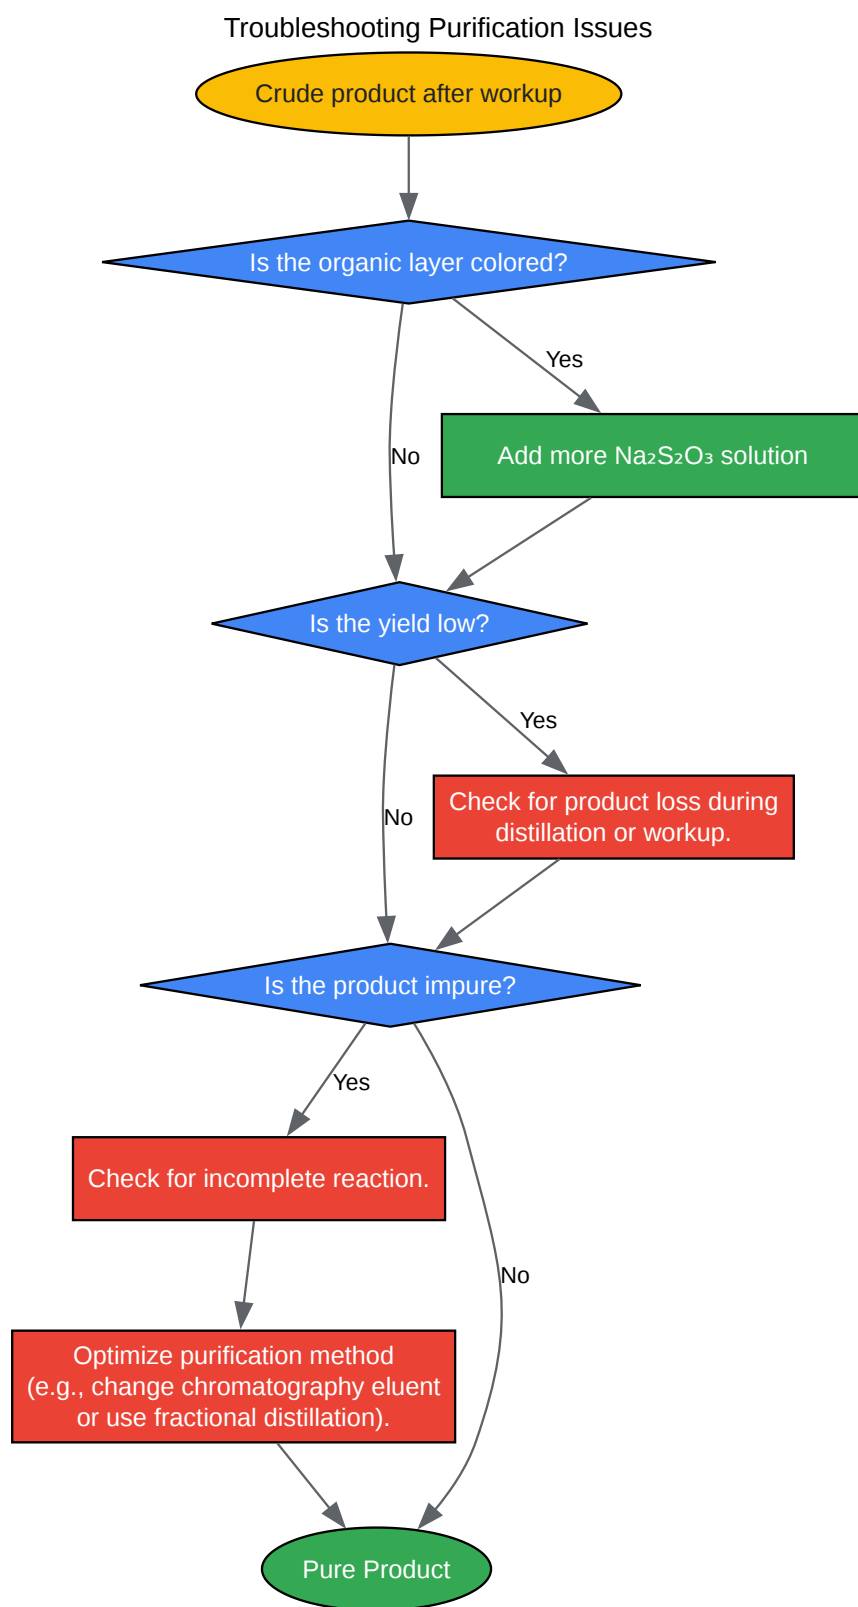 Troubleshooting Purification Issues
Crude product after workup
Is the organic layer colored?
Yes
Add more Na₂S₂O₃ solution
No
Is the yield low?
Yes
Check for product loss during
distillation or workup.
No
Is the product impure?
Yes
Check for incomplete reaction.
No
Optimize purification method
(e.g., change chromatography eluent
or use fractional distillation).
Pure Product